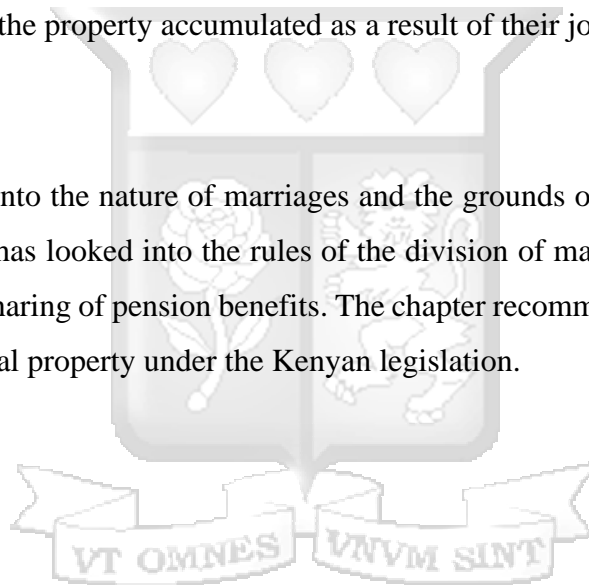 the property accumulated as a result of their jo
nto the nature of marriages and the grounds o
has looked into the rules of the division of ma
haring of pension benefits. The chapter recomm
al property under the Kenyan legislation.
VT OMNES VNVM SINT